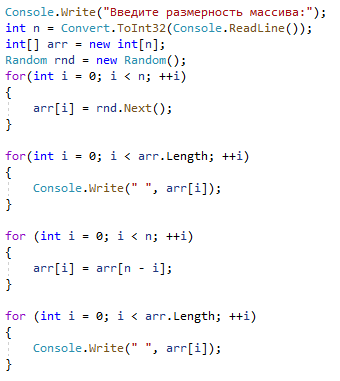 Console.Write("Введите размерность массива:");
int n = Convert.ToInt32(Console.ReadLine());
int[] arr = new int[n];
Random rnd = new Random();
for(int i = 0; i < n; ++i)
{
    arr[i] = rnd.Next();
}

for(int i = 0; i < arr.Length; ++i)
{
    Console.Write(" ", arr[i]);
}

for (int i = 0; i < n; ++i)
{
    arr[i] = arr[n - i];
}

for (int i = 0; i < arr.Length; ++i)
{
    Console.Write(" ", arr[i]);
}